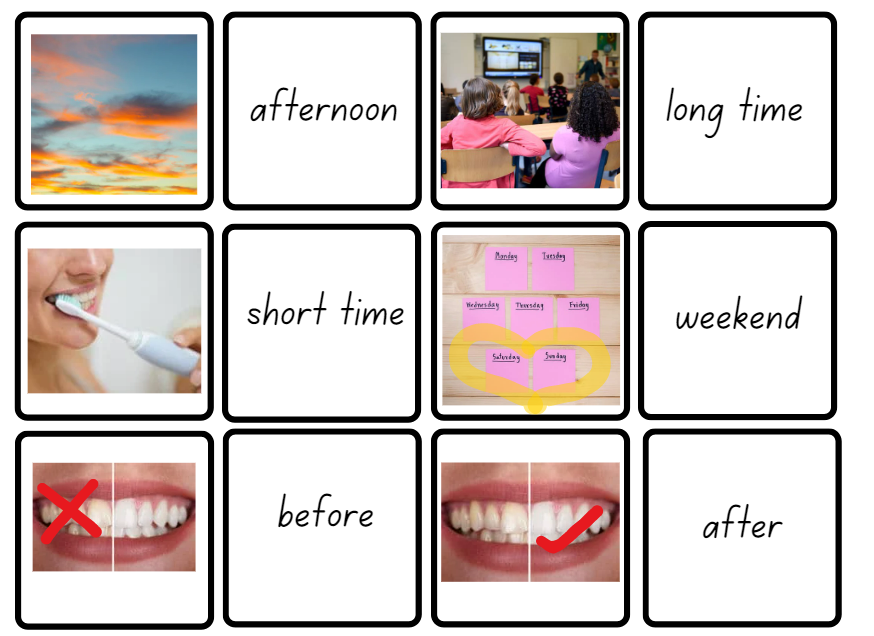 afternoon
long time
short time
Monday Tuesday
Wednesday Thursday Friday
Saturday Sunday
weekend
before
after